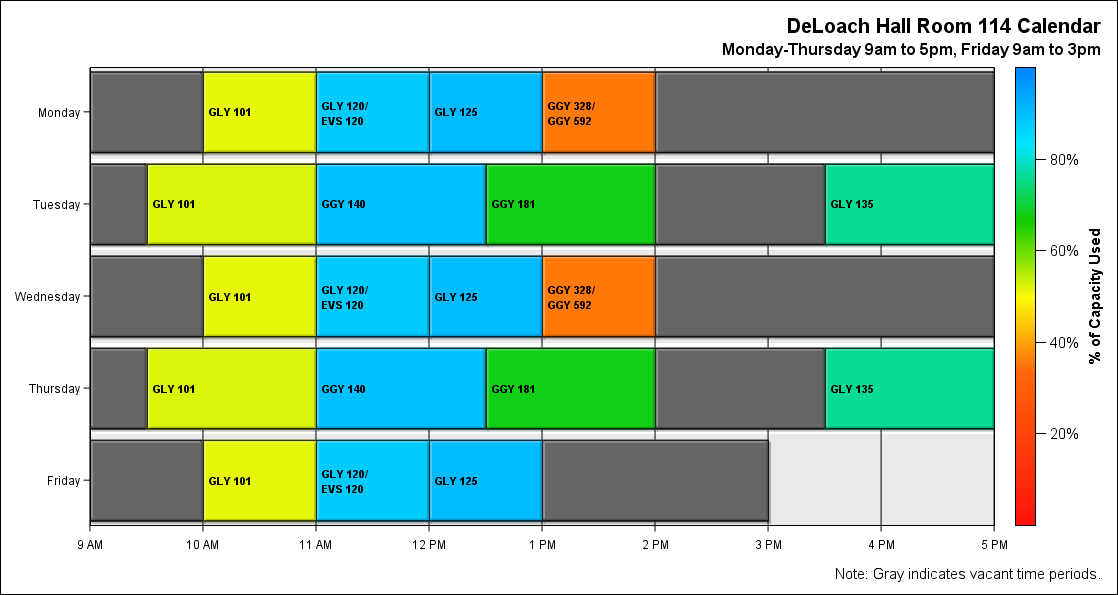 DeLoach Hall Room 114 Calendar
Monday-Thursday 9am to 5pm, Friday 9am to 3pm
Monday
GLY 101
GLY 120/
EVS 120
GLY 125
GGY 328/
GGY 592
Tuesday
GLY 101
GGY 140
GGY 181
GLY 135
Wednesday
GLY 101
GLY 120/
EVS 120
GLY 125
GGY 328/
GGY 592
Thursday
GLY 101
GGY 140
GGY 181
GLY 135
Friday
GLY 101
GLY 120/
EVS 120
GLY 125
9 AM 10 AM 11 AM 12 PM 1 PM 2 PM 3 PM 4 PM 5 PM
80%
60%
40%
20%
% of Capacity Used
Note: Gray indicates vacant time periods.